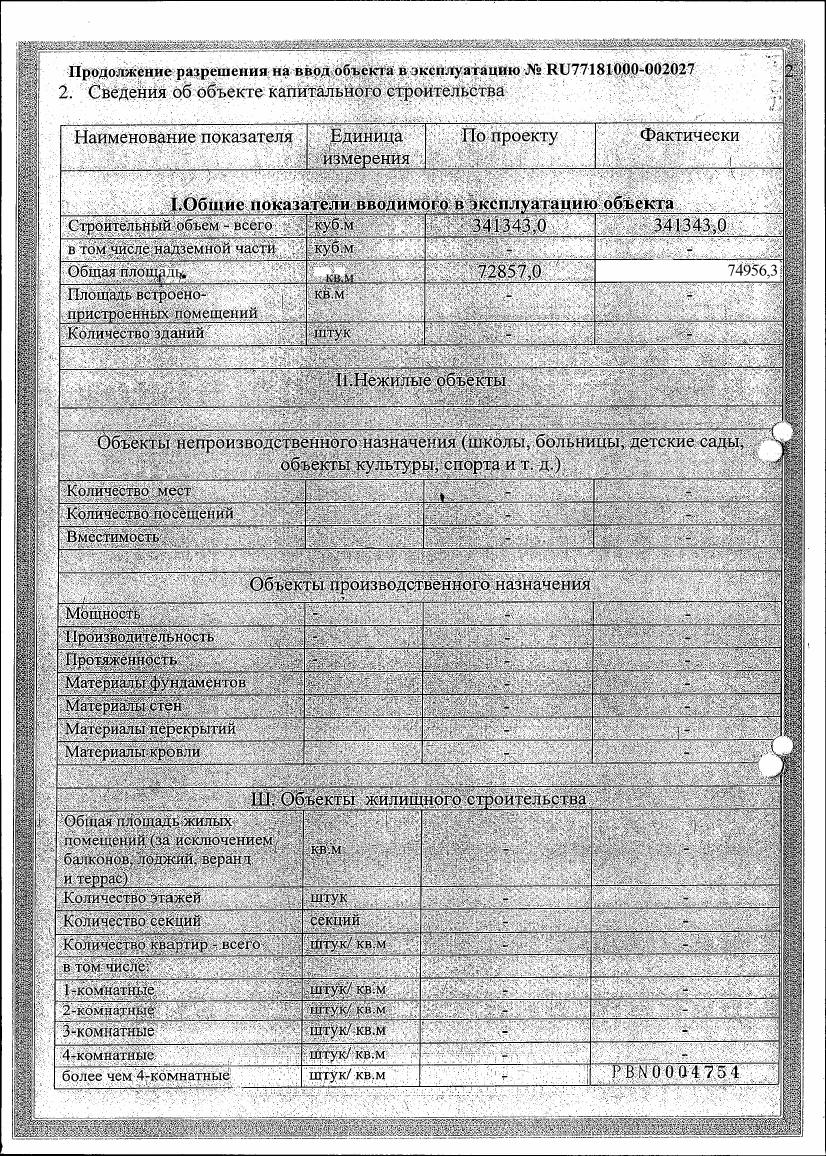 Продолжение разрешения на ввод объекта в эксплуатацию № RU77181000-002027
2
2. Сведения об объекте капитального строительства
Наименование показателя Единица измерения По проекту Фактически
I.Общие показатели вводимого в эксплуатацию объекта
Строительный объем - всего куб.м 341343,0 341343,0
в том числе надземной части куб.м - -
Общая площадь кв.м 72857,0 74956,3
Площадь встроено-
пристроенных помещений кв.м - -
Количество зданий штук - -
II.Нежилые объекты
Объекты непроизводственного назначения (школы, больницы, детские сады,
объекты культуры, спорта и т. д.)
Количество мест - -
Количество посещений - -
Вместимость - -
Объекты производственного назначения
Мощность - - -
Производительность - - -
Протяженность - - -
Материалы фундаментов - -
Материалы стен - -
Материалы перекрытий - -
Материалы кровли - -
III. Объекты жилищного строительства
Общая площадь жилых
помещений (за исключением
балконов, лоджий, веранд
и террас) кв.м - -
Количество этажей штук - -
Количество секций секций - -
Количество квартир - всего штук/ кв.м - -
в том числе:
1-комнатные штук/ кв.м - -
2-комнатные штук/ кв.м - -
3-комнатные штук/ кв.м - -
4-комнатные штук/ кв.м - -
более чем 4-комнатные штук/ кв.м - PBN0004754